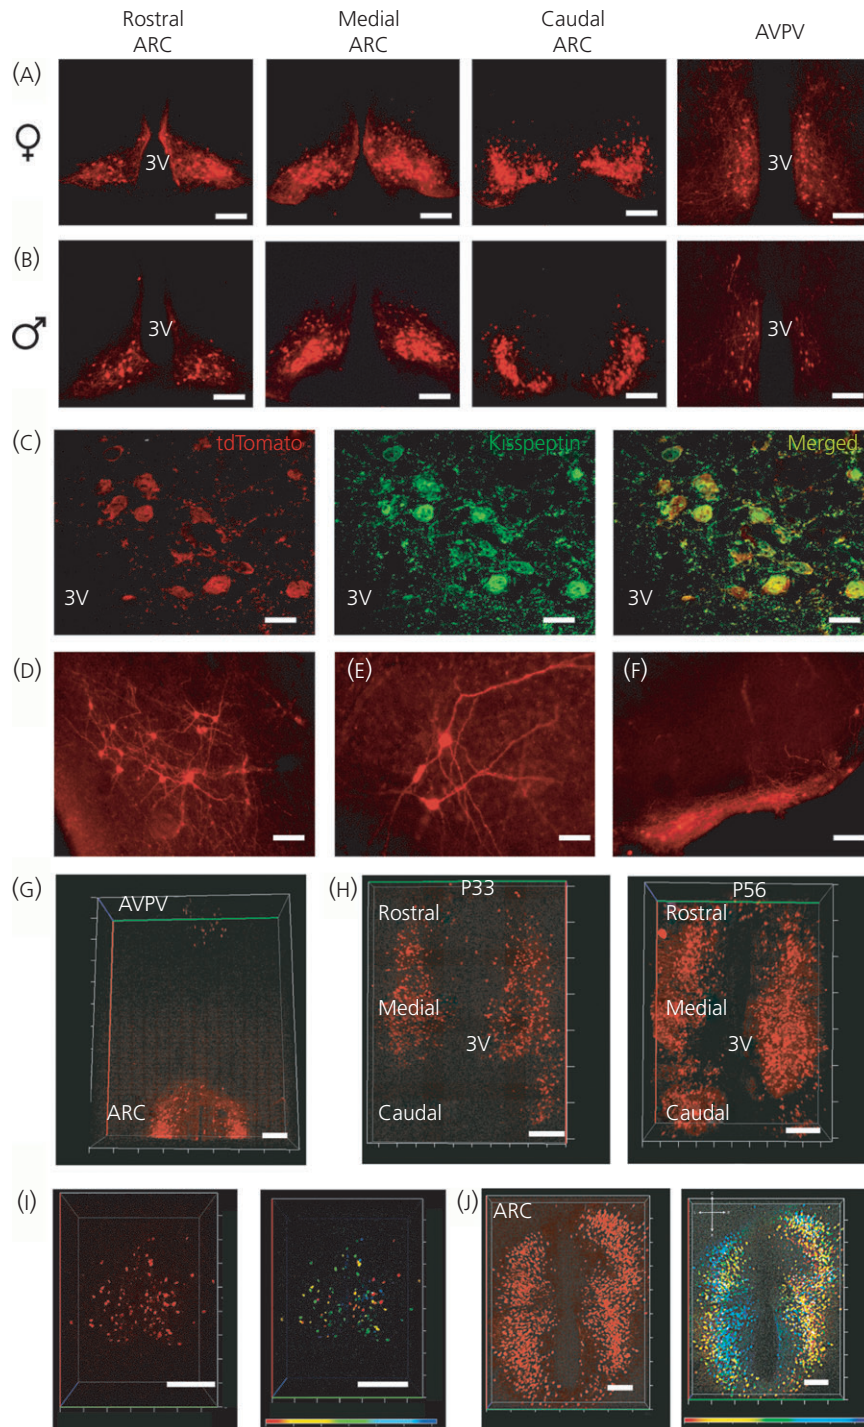 Rostral ARC
Medial ARC
Caudal ARC
AVPV
(A)
♀
3V
3V
(B)
♂
3V
3V
(C)
tdTomato
Kisspeptin
Merged
3V
3V
3V
(D)
(E)
(F)
(G)
AVPV
ARC
(H)
P33
Rostral
Medial
3V
Caudal
P56
Rostral
Medial
3V
Caudal
(I)
(J)
ARC